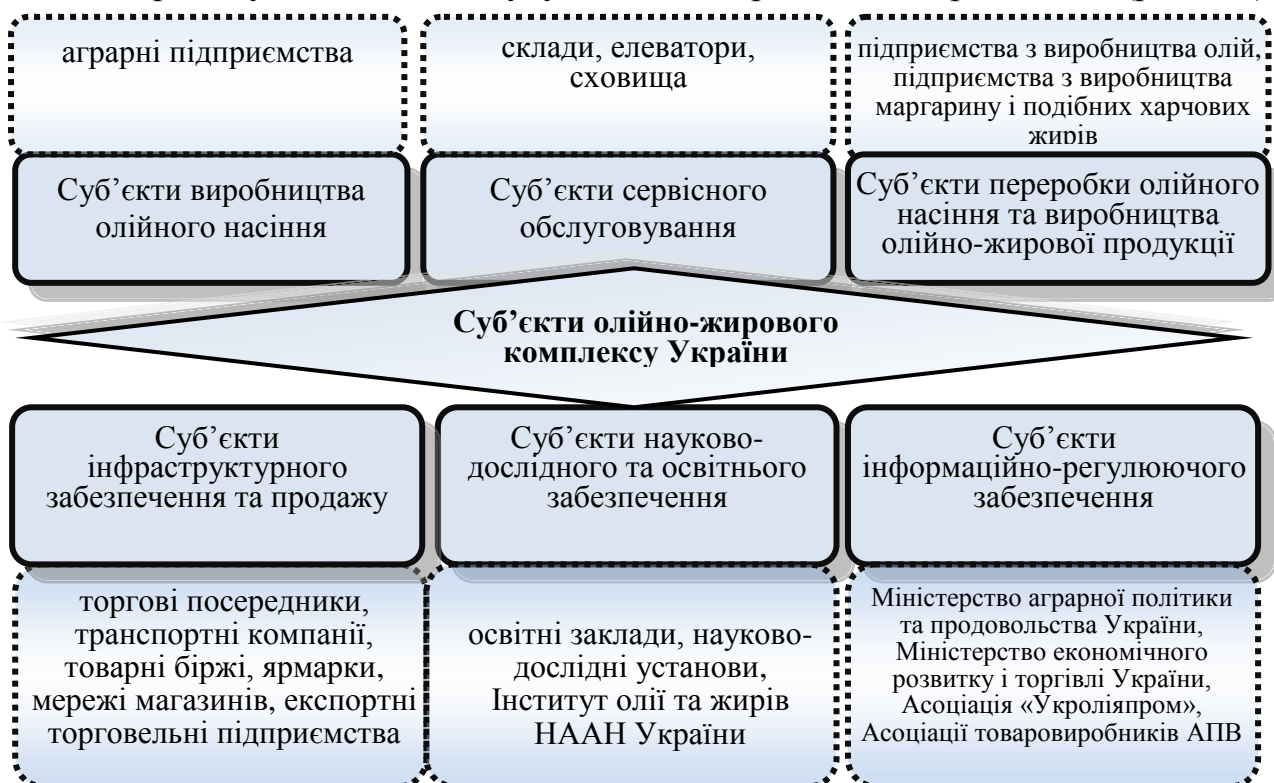 аграрні підприємства
склади, елеватори,
сховища
підприємства з виробництва олій,
підприємства з виробництва
маргарину і подібних харчових
жирів
Суб’єкти виробництва
олійного насіння
Суб’єкти сервісного
обслуговування
Суб’єкти переробки олійного
насіння та виробництва
олійно-жирової продукції
Суб’єкти олійно-жирового
комплексу України
Суб’єкти
інфраструктурного
забезпечення та продажу
Суб’єкти науково-
дослідного та освітнього
забезпечення
Суб’єкти
інформаційно-регулюючого
забезпечення
торгові посередники,
транспортні компанії,
товарні біржі, ярмарки,
мережі магазинів, експортні
торговельні підприємства
освітні заклади, науково-
дослідні установи,
Інститут олії та жирів
НААН України
Міністерство аграрної політики
та продовольства України,
Міністерство економічного
розвитку і торгівлі України,
Асоціація «Укроліяпром»,
Асоціації товаровиробників АПВ